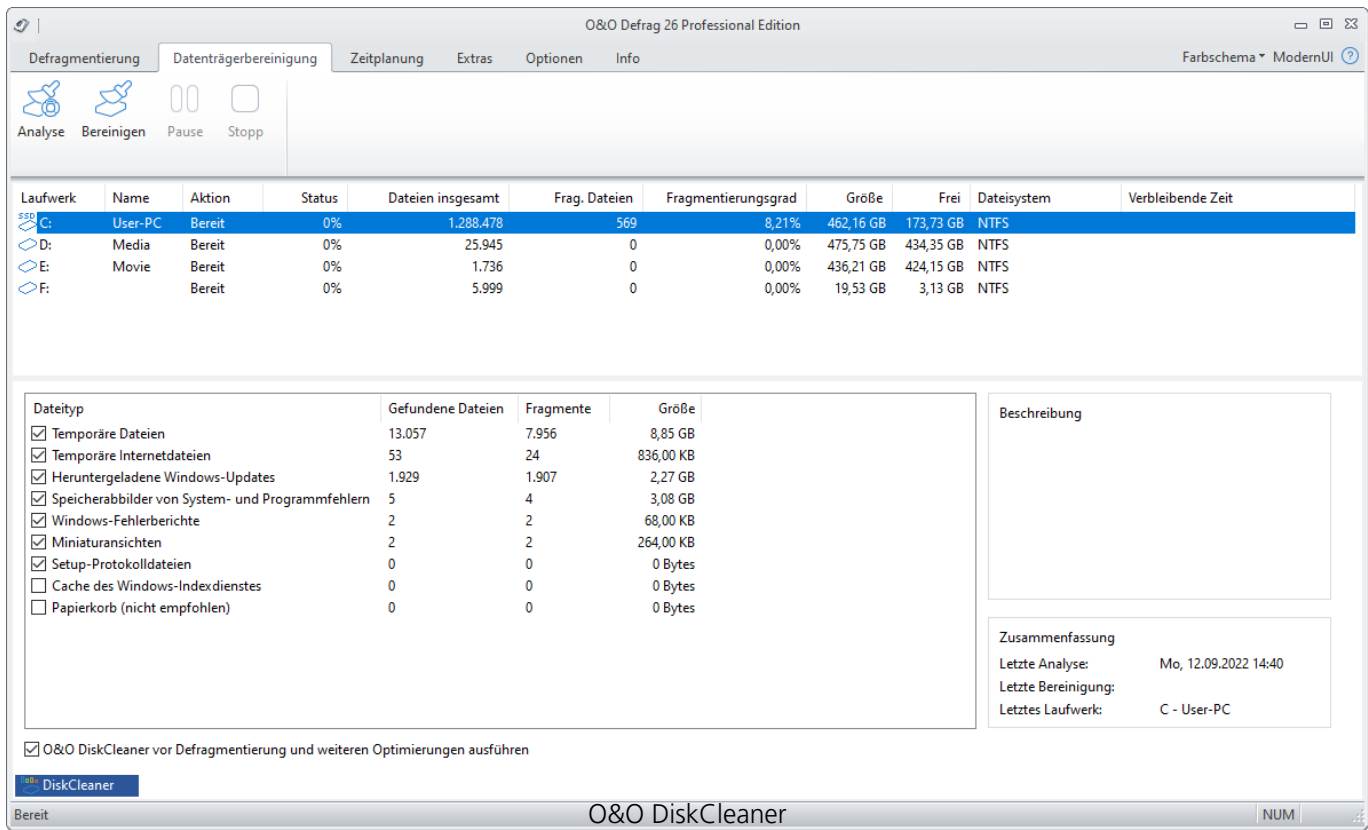 O&O Defrag 26 Professional Edition
Defragmentierung Datenträgerbereinigung Zeitplanung Extras Optionen Info Farbschema ModernUI ?
Analyse Bereinigen Pause Stopp
Laufwerk Name Aktion Status Dateien insgesamt Frag. Dateien Fragmentierungsgrad Größe Frei Dateisystem Verbleibende Zeit
SSD C: User-PC Bereit 0% 1.288.478 569 8,21% 462,16 GB 173,73 GB NTFS
D: Media Bereit 0% 25.945 0 0,00% 475,75 GB 434,35 GB NTFS
E: Movie Bereit 0% 1.736 0 0,00% 436,21 GB 424,15 GB NTFS
F: Bereit 0% 5.999 0 0,00% 19,53 GB 3,13 GB NTFS
Dateityp Gefundene Dateien Fragmente Größe
Temporäre Dateien 13.057 7.956 8,85 GB
Temporäre Internetdateien 53 24 836,00 KB
Heruntergeladene Windows-Updates 1.929 1.907 2,27 GB
Speicherabbilder von System- und Programmfehlern 5 4 3,08 GB
Windows-Fehlerberichte 2 2 68,00 KB
Miniaturansichten 2 2 264,00 KB
Setup-Protokolldateien 0 0 0 Bytes
Cache des Windows-Indexdienstes 0 0 0 Bytes
Papierkorb (nicht empfohlen) 0 0 0 Bytes
Beschreibung
Zusammenfassung
Letzte Analyse: Mo, 12.09.2022 14:40
Letzte Bereinigung:
Letztes Laufwerk: C - User-PC
O&O DiskCleaner vor Defragmentierung und weiteren Optimierungen ausführen
DiskCleaner
Bereit O&O DiskCleaner NUM